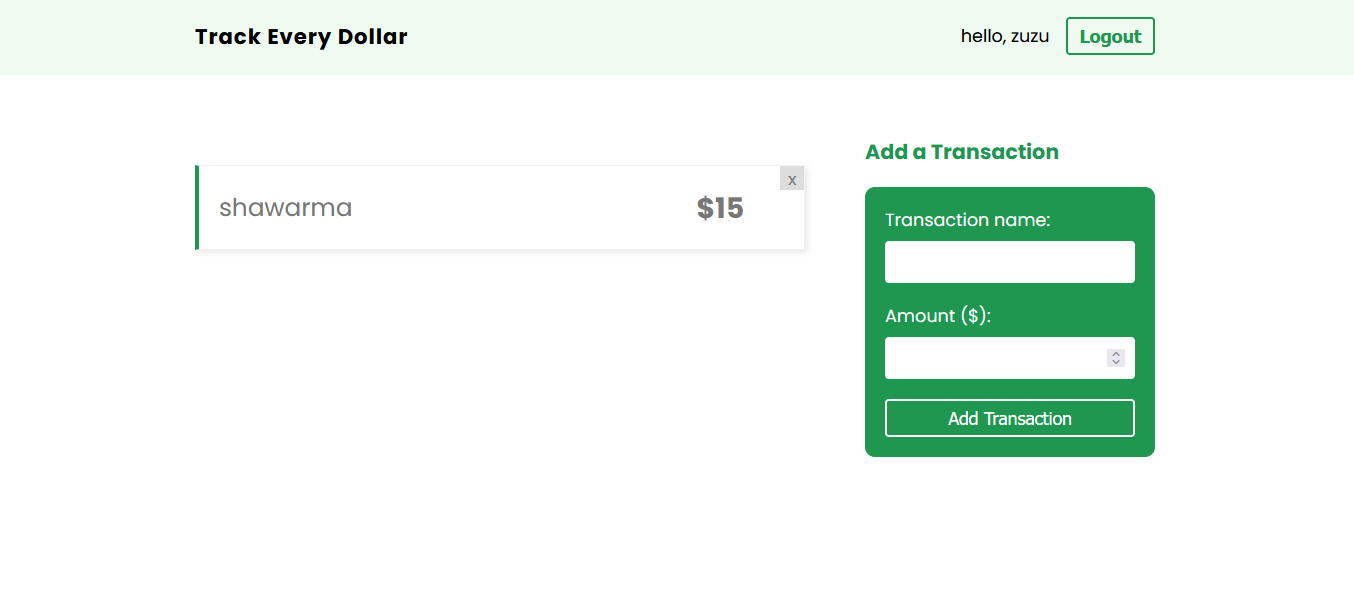 Track Every Dollar
hello, zuzu
Logout
shawarma
$15
x
Add a Transaction
Transaction name:
Amount ($):
Add Transaction